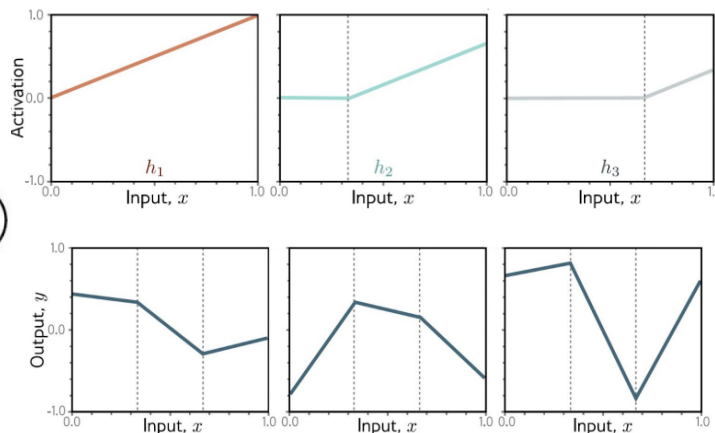 1.0
0.0
-1.0
Activation
h₁
h₂
h₃
0.0 1.0 0.0 1.0 0.0 1.
Input, x Input, x Input, x
1.0
0.0
-1.0
Output, y
0.0 1.0 0.0 1.0 0.0 1.0
Input, x Input, x Input, x